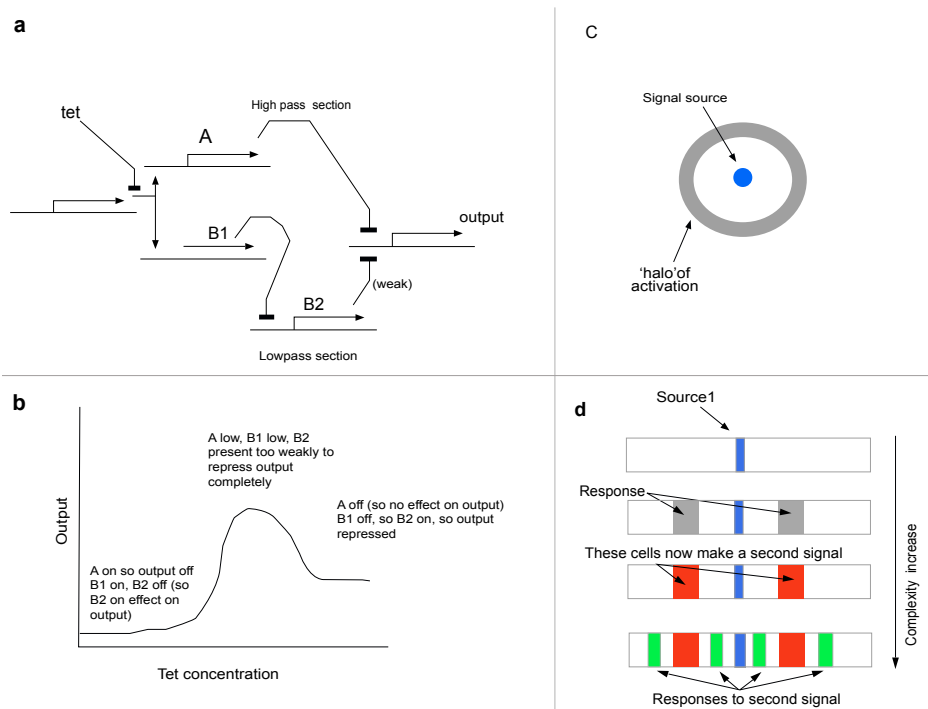 a
tet
High pass section
A
B1
output
(weak)
B2
Lowpass section
b
Output
A low, B1 low, B2
present too weakly to
repress output
completely
A off (so no effect on output)
B1 off, so B2 on, so output
repressed
A on so output off
B1 on, B2 off (so
B2 on effect on
output)
Tet concentration
C
Signal source
'halo'of
activation
d
Source1
Response
These cells now make a second signal
Responses to second signal
Complexity increase